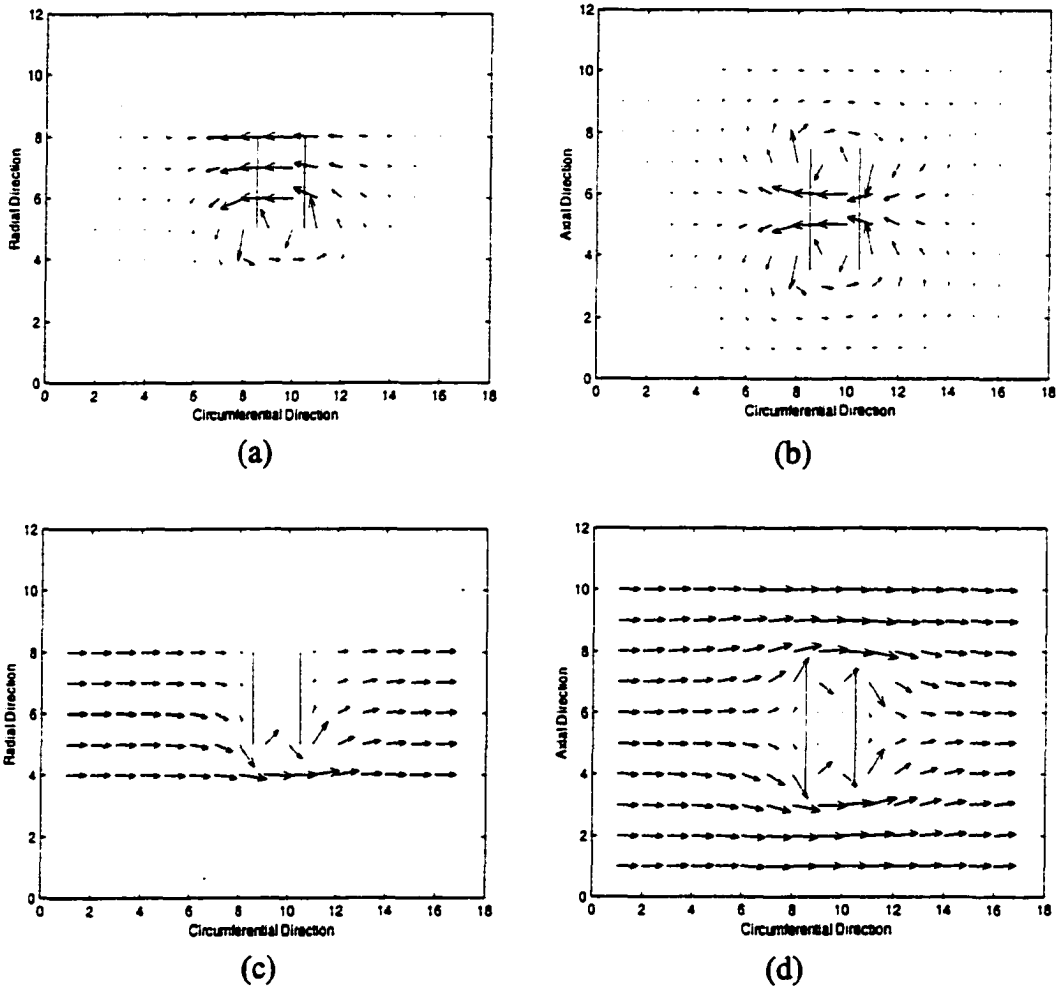 12
10
8
6
4
2
0
Radial Direction
0 2 4 6 8 10 12 14 16 18
Circumferential Direction
(a)
12
10
8
6
4
2
0
Axial Direction
0 2 4 6 8 10 12 14 16 18
Circumferential Direction
(b)
12
10
8
6
4
2
0
Radial Direction
0 2 4 6 8 10 12 14 16 18
Circumferential Direction
(c)
12
10
8
6
4
2
0
Axial Direction
0 2 4 6 8 10 12 14 16 18
Circumferential Direction
(d)